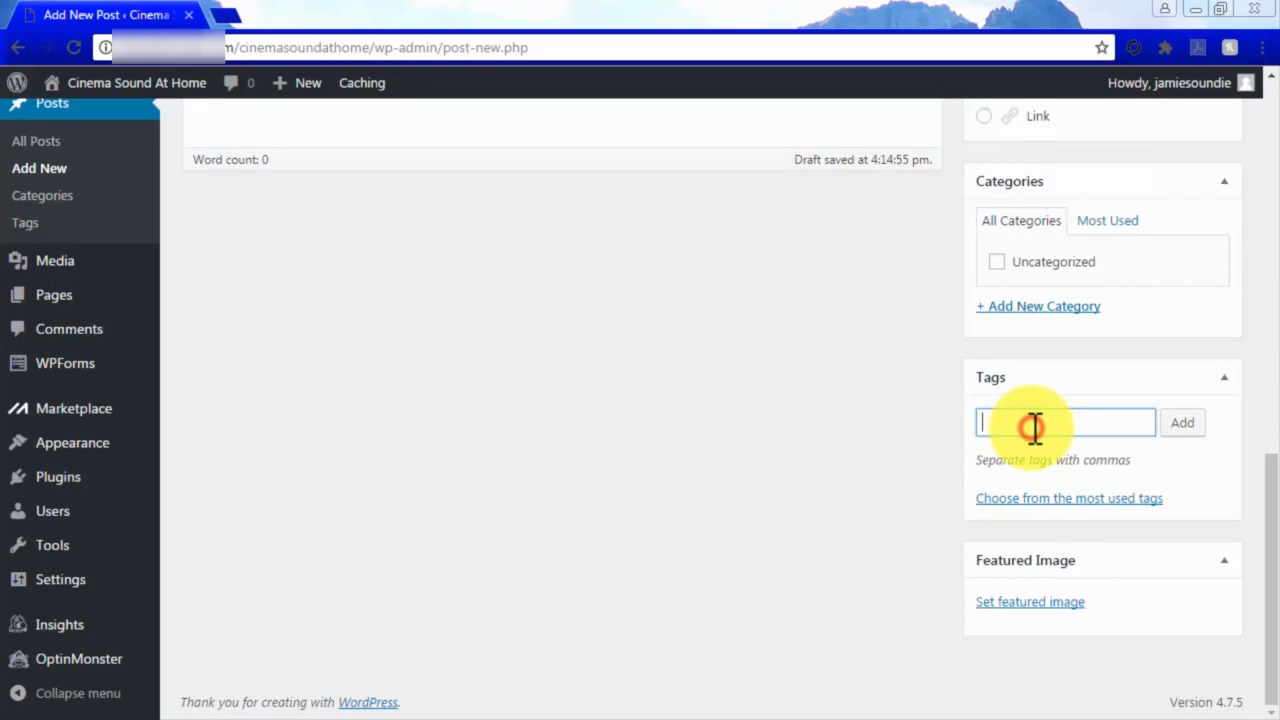 Add New Post ‹ Cinema
m/cinemasoundathome/wp-admin/post-new.php
Cinema Sound At Home 0 New Caching Howdy, jamiesoundie
Posts
All Posts
Add New
Categories
Tags
Media
Pages
Comments
WPForms
Marketplace
Appearance
Plugins
Users
Tools
Settings
Insights
OptinMonster
Collapse menu
Word count: 0 Draft saved at 4:14:55 pm.
Link
Categories
All Categories Most Used
Uncategorized
+ Add New Category
Tags
Add
Separate tags with commas
Choose from the most used tags
Featured Image
Set featured image
Thank you for creating with WordPress. Version 4.7.5